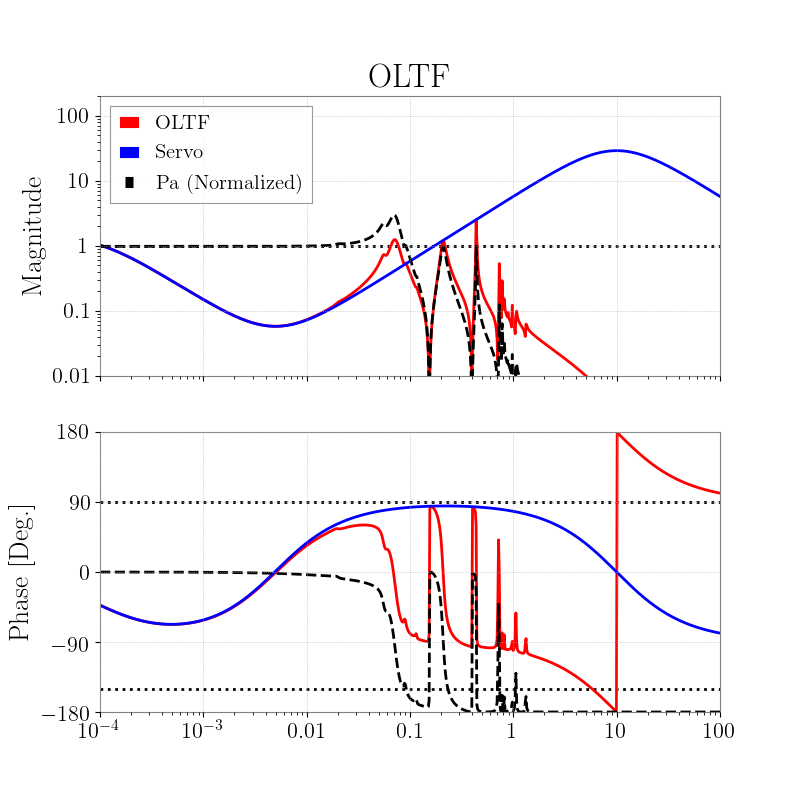 OLTF
100
10
1
0.1
0.01
Magnitude
OLTF
Servo
Pa (Normalized)
180
90
0
−90
−180
Phase [Deg.]
10⁻⁴ 10⁻³ 0.01 0.1 1 10 100